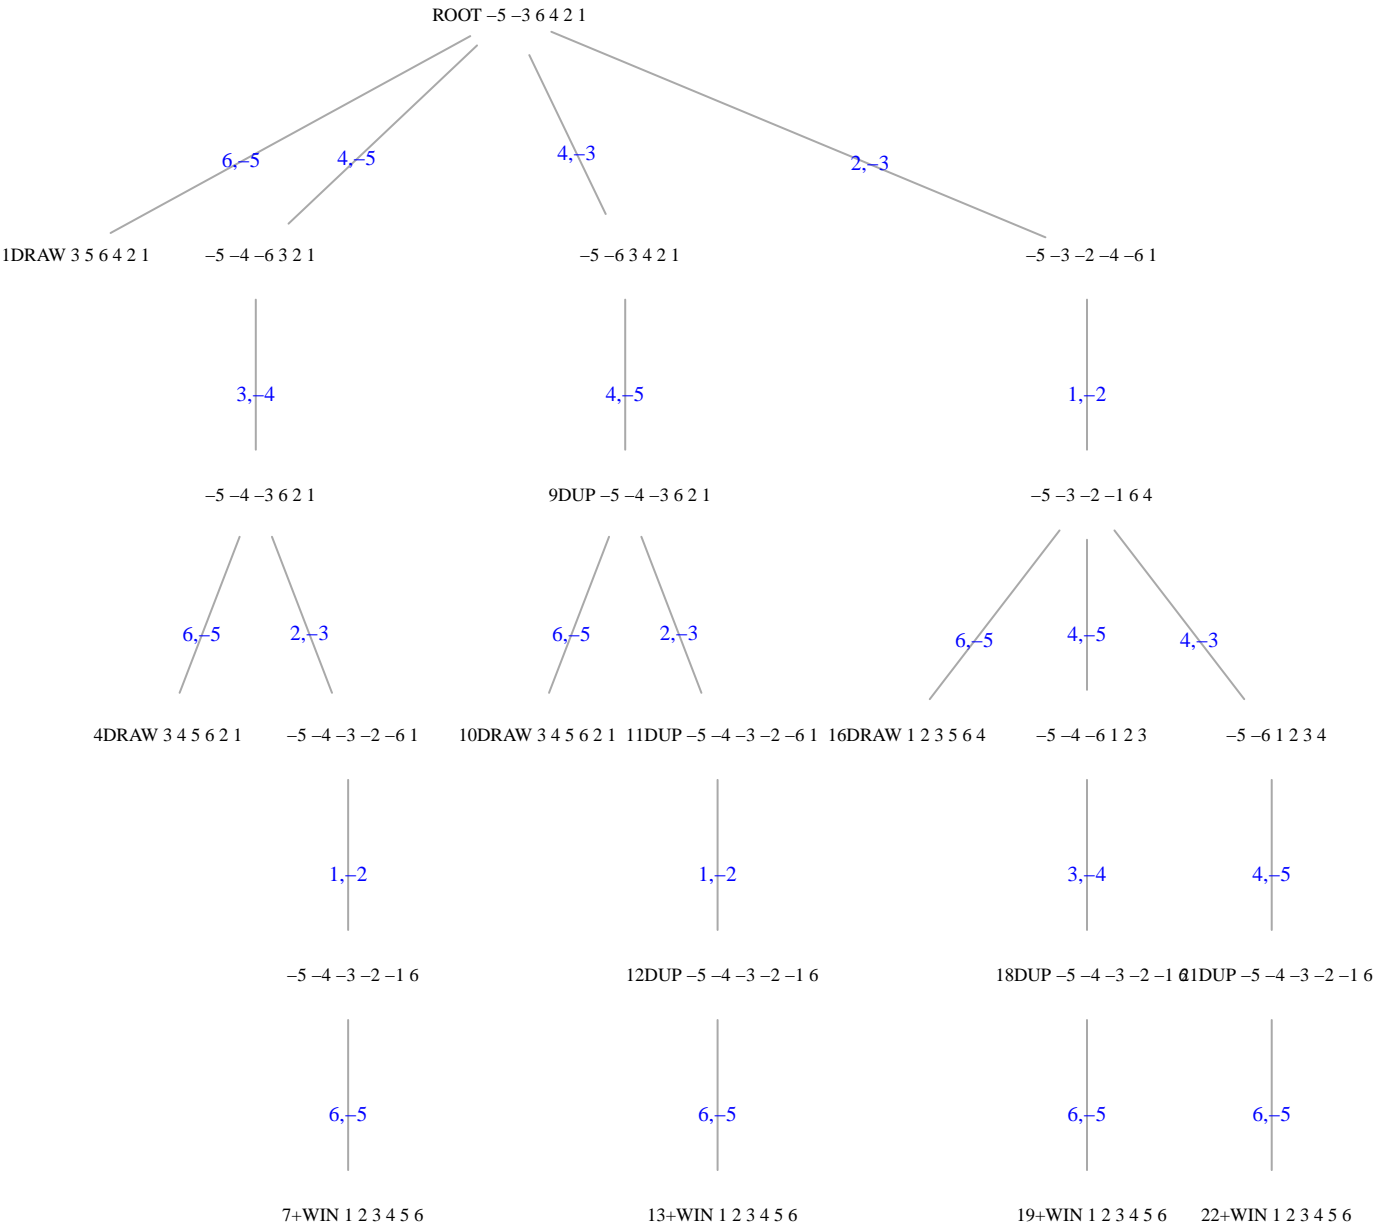 ROOT –5 –3 6 4 2 1
6,–5 4,–5 4,–3 2,–3
1DRAW 3 5 6 4 2 1 –5 –4 –6 3 2 1 –5 –6 3 4 2 1 –5 –3 –2 –4 –6 1
3,–4 4,–5 1,–2
–5 –4 –3 6 2 1 9DUP –5 –4 –3 6 2 1 –5 –3 –2 –1 6 4
6,–5 2,–3 6,–5 2,–3 6,–5 4,–5 4,–3
4DRAW 3 4 5 6 2 1 –5 –4 –3 –2 –6 1 10DRAW 3 4 5 6 2 1 11DUP –5 –4 –3 –2 –6 1 16DRAW 1 2 3 5 6 4 –5 –4 –6 1 2 3 –5 –6 1 2 3 4
1,–2 1,–2 3,–4 4,–5
–5 –4 –3 –2 –1 6 12DUP –5 –4 –3 –2 –1 6 18DUP –5 –4 –3 –2 –1 6 21DUP –5 –4 –3 –2 –1 6
6,–5 6,–5 6,–5 6,–5
7+WIN 1 2 3 4 5 6 13+WIN 1 2 3 4 5 6 19+WIN 1 2 3 4 5 6 22+WIN 1 2 3 4 5 6